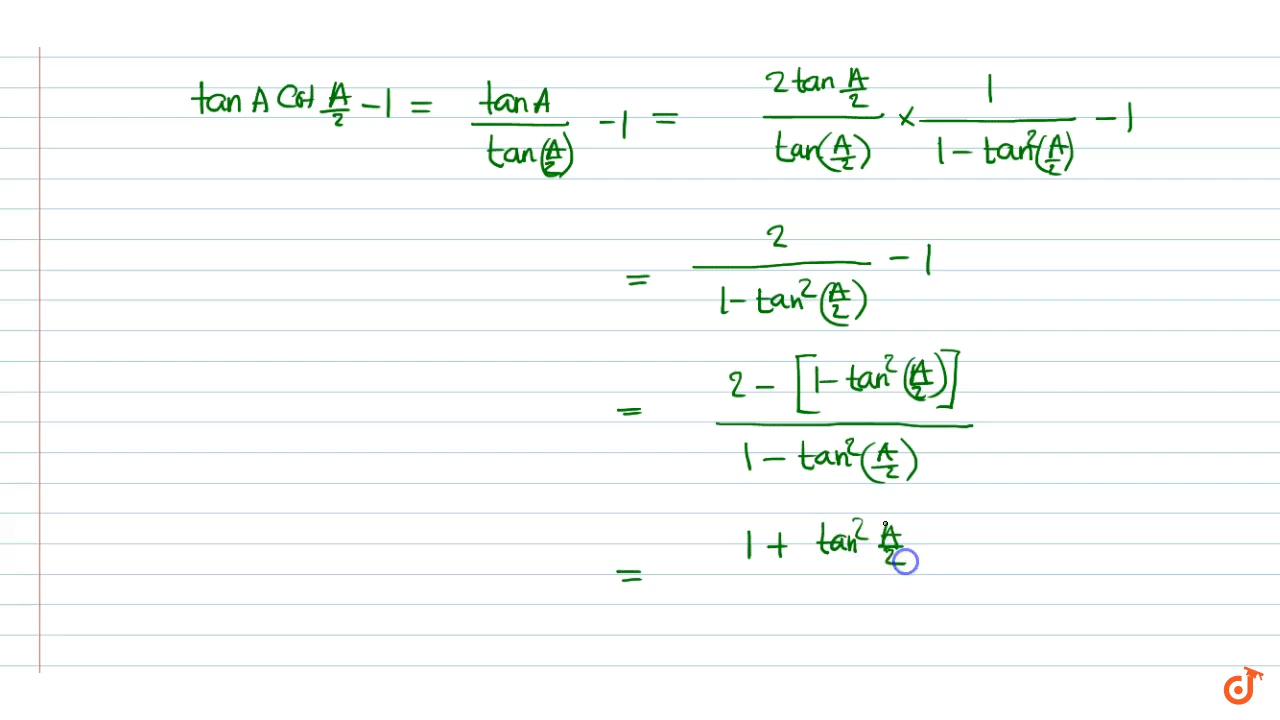 tan A Cot A/2 - 1 = tan A / tan(A/2) - 1 = 2 tan A/2 / tan(A/2) × 1 / 1 - tan²(A/2) - 1
= 2 / 1 - tan²(A/2) - 1
= 2 - [1 - tan²(A/2)] / 1 - tan²(A/2)
= 1 + tan² A/2